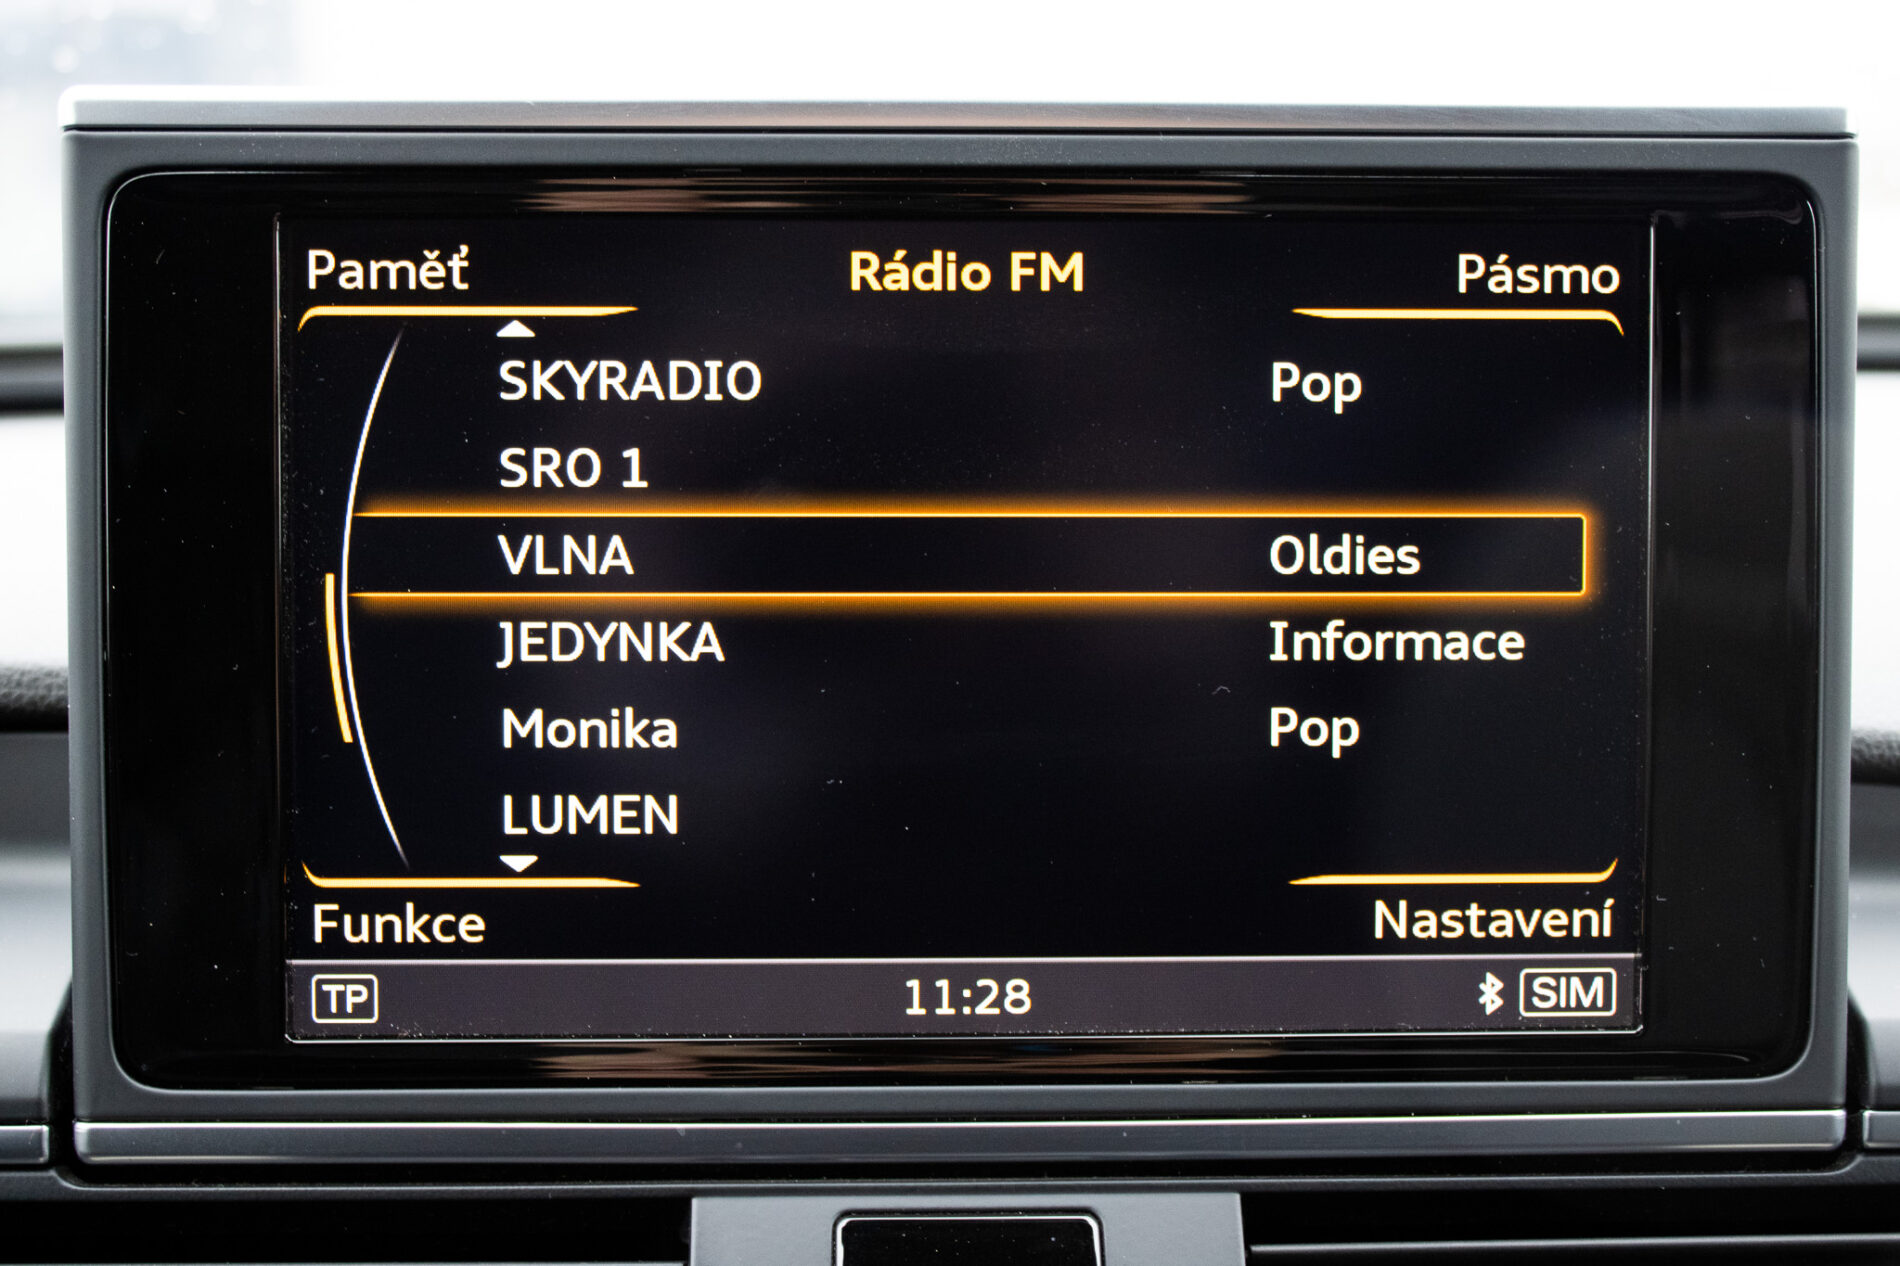 Paměť Rádio FM Pásmo
SKYRADIO Pop
SRO 1
VLNA Oldies
JEDYNKA Informace
Monika Pop
LUMEN
Funkce Nastavení
TP 11:28 SIM